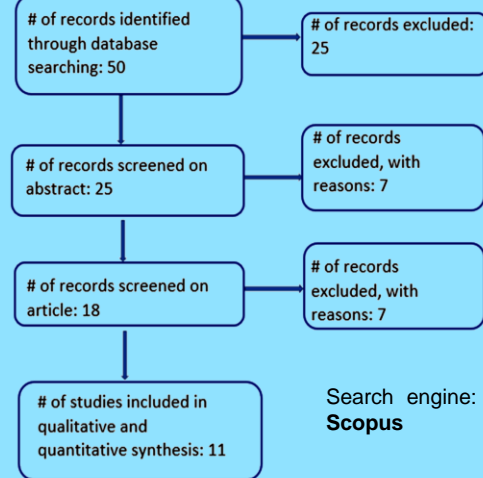 # of records identified
through database
searching: 50
# of records excluded:
25
# of records screened on
abstract: 25
# of records
excluded, with
reasons: 7
# of records screened on
article: 18
# of records
excluded, with
reasons: 7
# of studies included in
qualitative and
quantitative synthesis: 11
Search engine:
Scopus